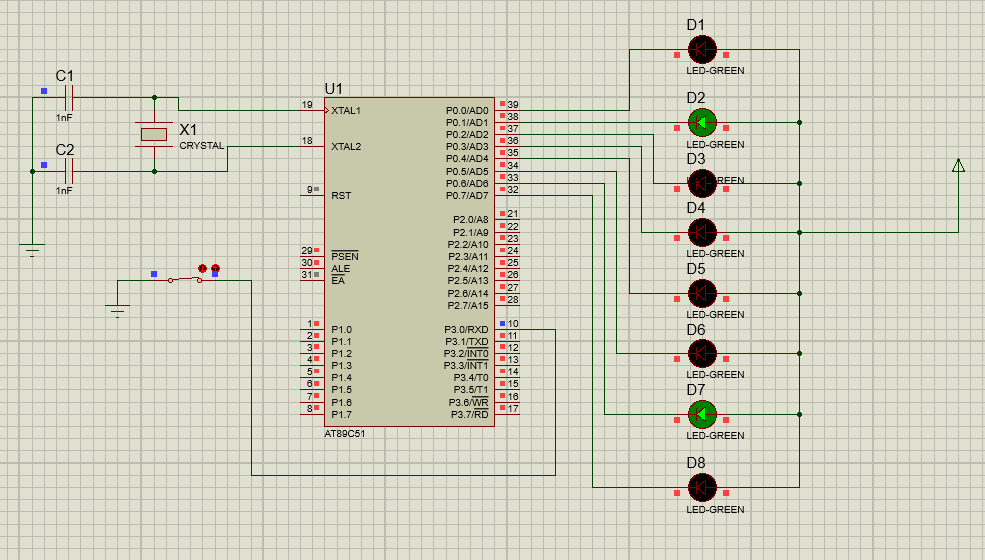 C1
1nF
C2
1nF
X1
CRYSTAL
U1
19 XTAL1
18 XTAL2
9 RST
29 PSEN
30 ALE
31 EA
1 P1.0
2 P1.1
3 P1.2
4 P1.3
5 P1.4
6 P1.5
7 P1.6
8 P1.7
P0.0/AD0 39
P0.1/AD1 38
P0.2/AD2 37
P0.3/AD3 36
P0.4/AD4 35
P0.5/AD5 34
P0.6/AD6 33
P0.7/AD7 32
P2.0/A8 21
P2.1/A9 22
P2.2/A10 23
P2.3/A11 24
P2.4/A12 25
P2.5/A13 26
P2.6/A14 27
P2.7/A15 28
P3.0/RXD 10
P3.1/TXD 11
P3.2/INT0 12
P3.3/INT1 13
P3.4/T0 14
P3.5/T1 15
P3.6/WR 16
P3.7/RD 17
AT89C51
D1
LED-GREEN
D2
LED-GREEN
D3
LED-GREEN
D4
LED-GREEN
D5
LED-GREEN
D6
LED-GREEN
D7
LED-GREEN
D8
LED-GREEN